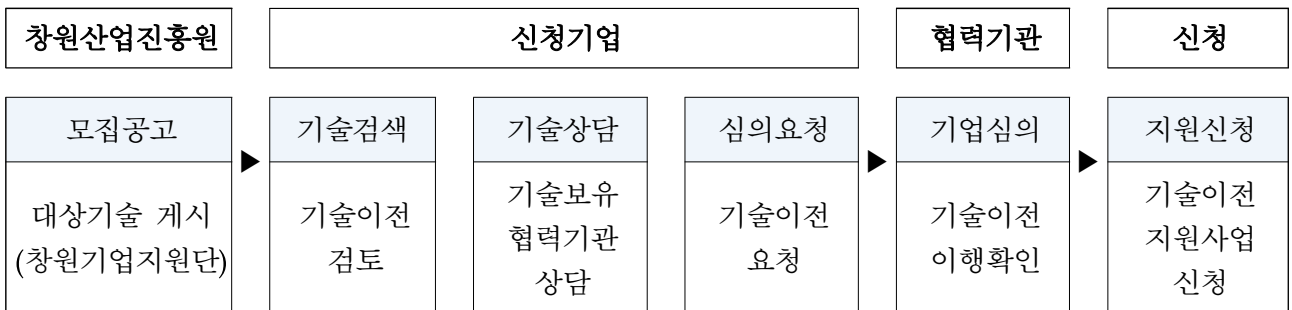 창원산업진흥원 신청기업 협력기관 신청
모집공고 ▶ 기술검색 기술상담 심의요청 ▶ 기업심의 ▶ 지원신청
대상기술 게시
(창원기업지원단)
기술이전
검토
기술보유
협력기관
상담
기술이전
요청
기술이전
이행확인
기술이전
지원사업
신청